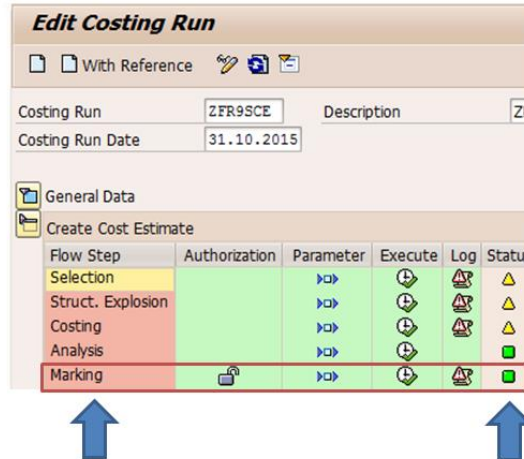 Edit Costing Run
With Reference
Costing Run ZFR9SCE Description
Costing Run Date 31.10.2015
General Data
Create Cost Estimate
Flow Step Authorization Parameter Execute Log Statu
Selection
Struct. Explosion
Costing
Analysis
Marking